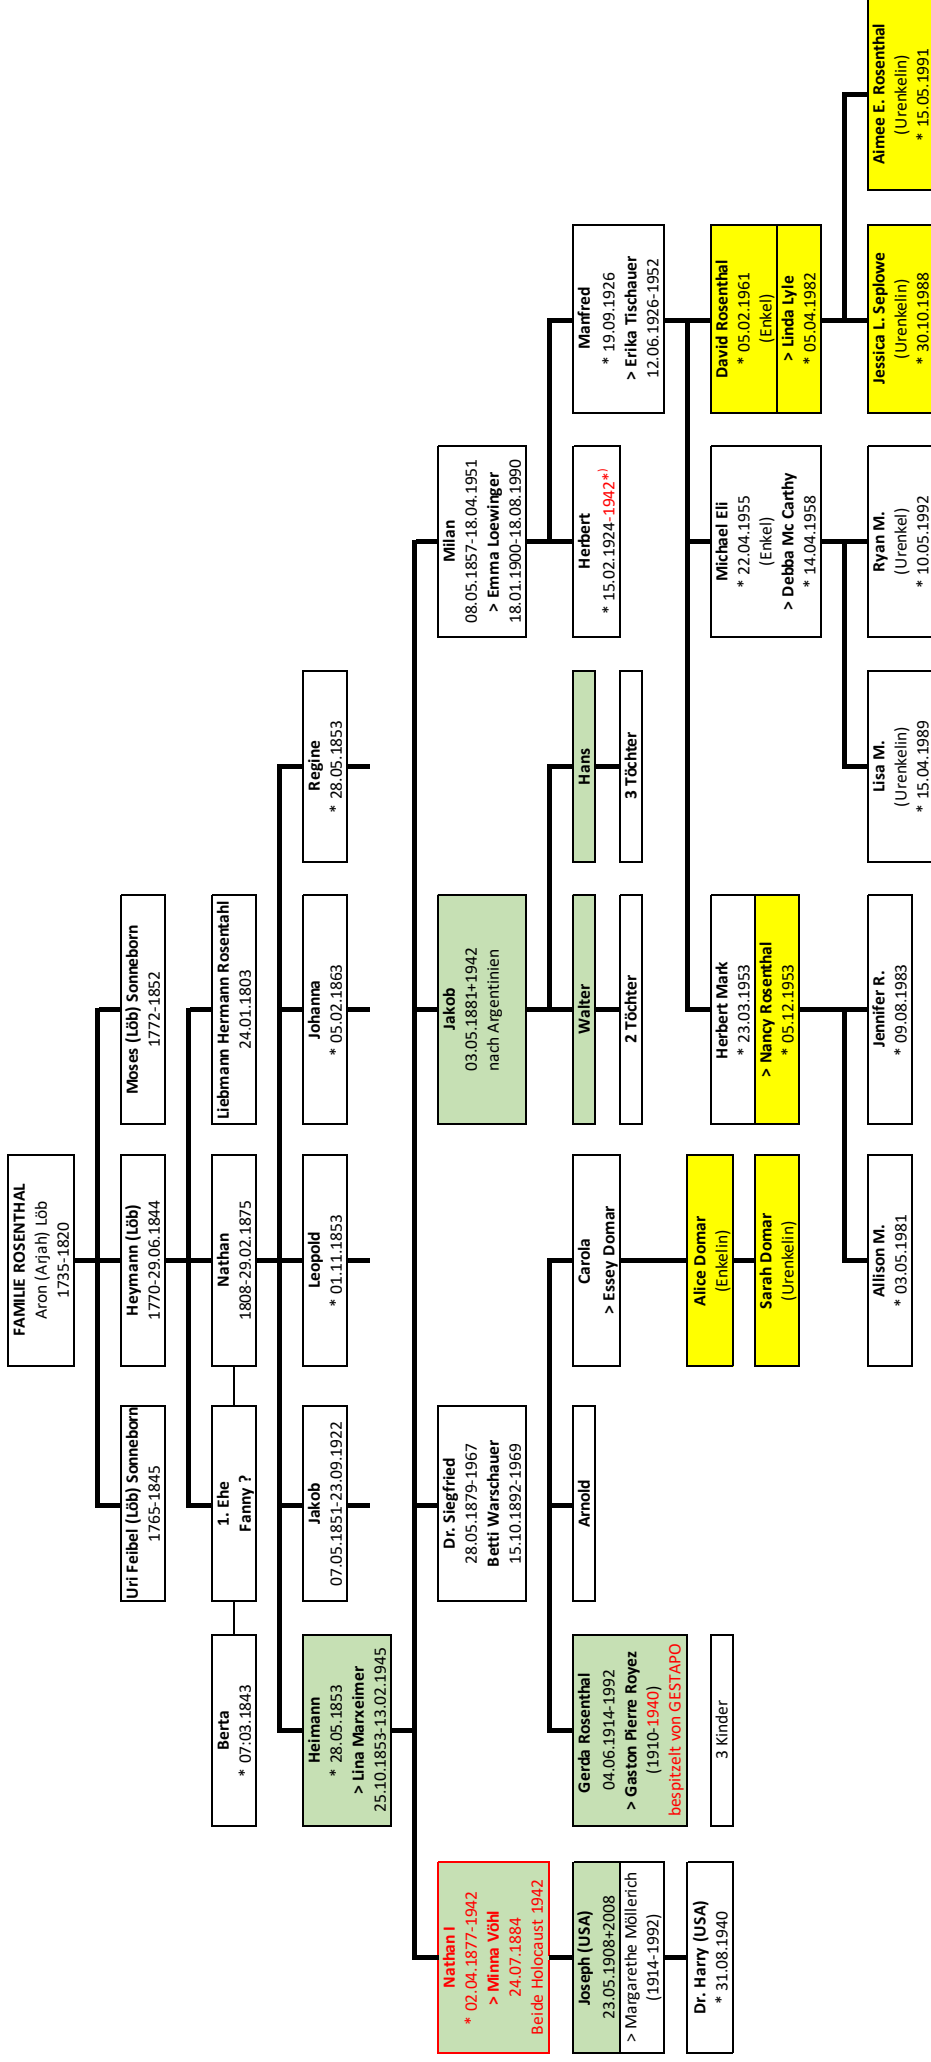 FAMILIE ROSENTHAL
Aron (Arjah) Löb
1735-1820
Uri Feibel (Löb) Sonneborn
1765-1845
Heymann (Löb)
1770-29.06.1844
Moses (Löb) Sonneborn
1772-1852
Berta
* 07:03.1843
1. Ehe
Fanny ?
Nathan
1808-29.02.1875
Liebmann Hermann Rosentahl
24.01.1803
Heimann
* 28.05.1853
> Lina Marxeimer
25.10.1853-13.02.1945
Jakob
07.05.1851-23.09.1922
Leopold
* 01.11.1853
Johanna
* 05.02.1863
Regine
* 28.05.1853
Nathan I
* 02.04.1877-1942
> Minna Vöhl
24.07.1884
Beide Holocaust 1942
Dr. Siegfried
28.05.1879-1967
Betti Warschauer
15.10.1892-1969
Jakob
03.05.1881+1942
nach Argentinien
Milan
08.05.1857-18.04.1951
> Emma Loewinger
18.01.1900-18.08.1990
Joseph (USA)
23.05.1908+2008
> Margarethe Möllerich
(1914-1992)
Gerda Rosenthal
04.06.1914-1992
> Gaston Pierre Royez
(1910-1940)
bespitzelt von GESTAPO
Arnold
Carola
> Essey Domar
Walter
2 Töchter
Hans
3 Töchter
Herbert
* 15.02.1924-1942*)
Manfred
* 19.09.1926
> Erika Tischauer
12.06.1926-1952
Dr. Harry (USA)
* 31.08.1940
3 Kinder
Alice Domar
(Enkelin)
Sarah Domar
(Urenkelin)
Herbert Mark
* 23.03.1953
> Nancy Rosenthal
* 05.12.1953
Michael Eli
* 22.04.1955
(Enkel)
> Debba Mc Carthy
* 14.04.1958
David Rosenthal
* 05.02.1961
(Enkel)
> Linda Lyle
* 05.04.1982
Allison M.
* 03.05.1981
Jennifer R.
* 09.08.1983
Lisa M.
(Urenkelin)
* 15.04.1989
Ryan M.
(Urenkel)
* 10.05.1992
Jessica L. Seplowe
(Urenkelin)
* 30.10.1988
Aimee E. Rosenthal
(Urenkelin)
* 15.05.1991